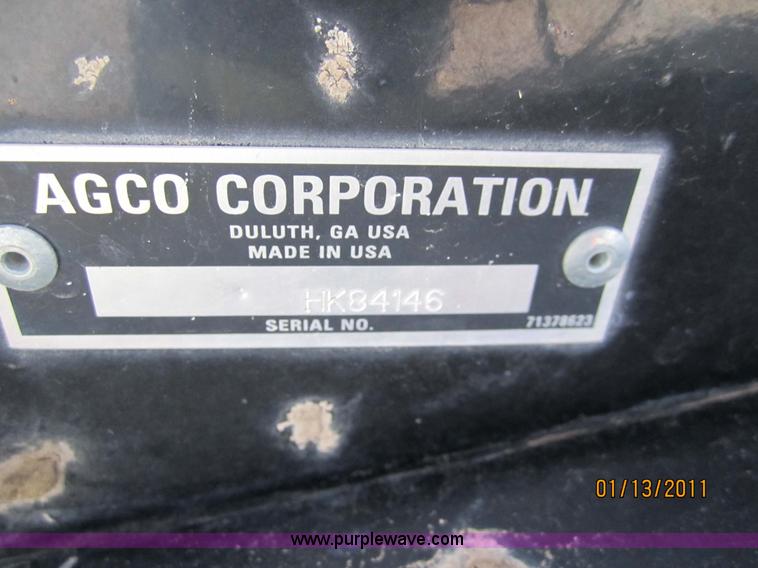 AGCO CORPORATION
DULUTH, GA USA
MADE IN USA
HK84146
SERIAL NO.
71378623
01/13/2011
www.purplewave.com